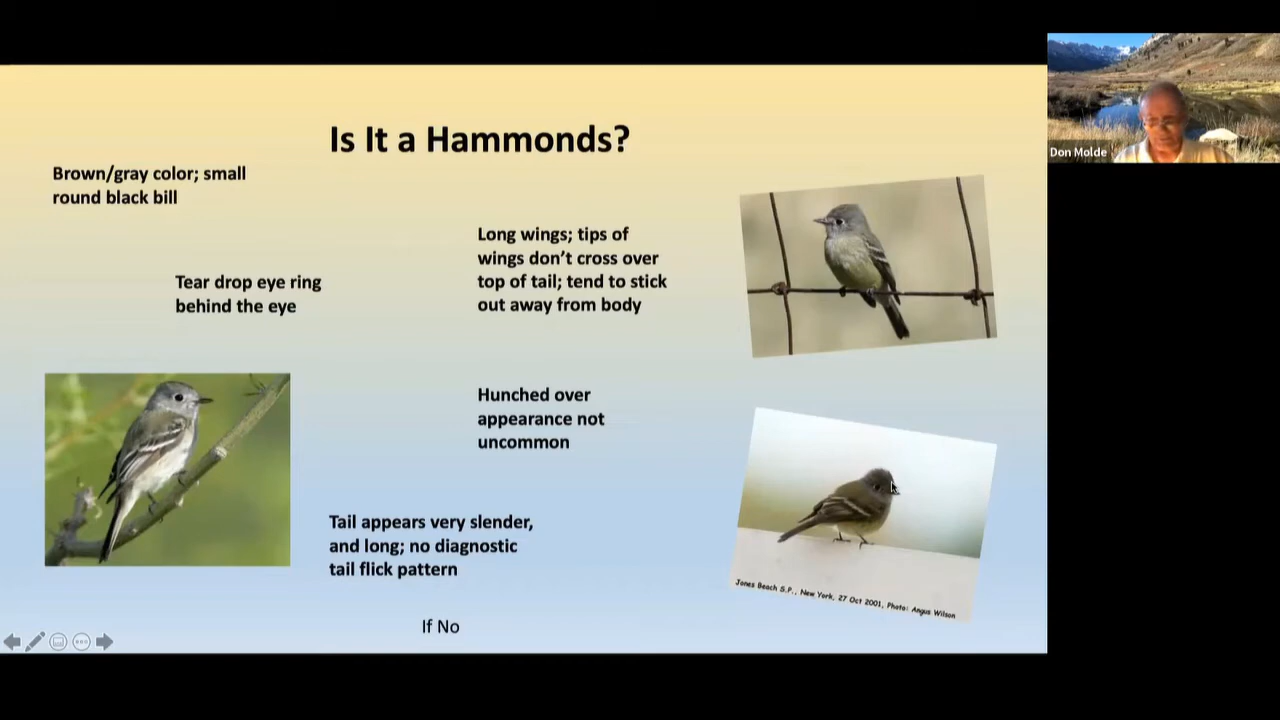 Is It a Hammonds?
Brown/gray color; small
round black bill
Tear drop eye ring
behind the eye
Long wings; tips of
wings don’t cross over
top of tail; tend to stick
out away from body
Hunched over
appearance not
uncommon
Tail appears very slender,
and long; no diagnostic
tail flick pattern
If No
Jones Beach S.P., New York, 27 Oct 2001, Photo: Angus Wilson
Don Molde